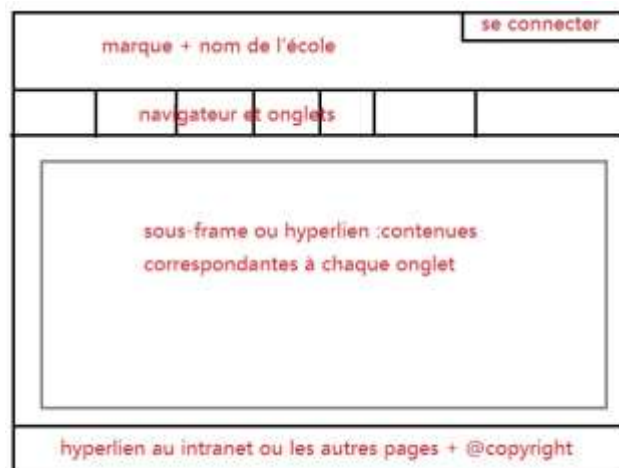 se connecter
marque + nom de l'école
navigateur et onglets
sous-frame ou hyperlien :contenues
correspondantes à chaque onglet
hyperlien au intranet ou les autres pages + @copyright